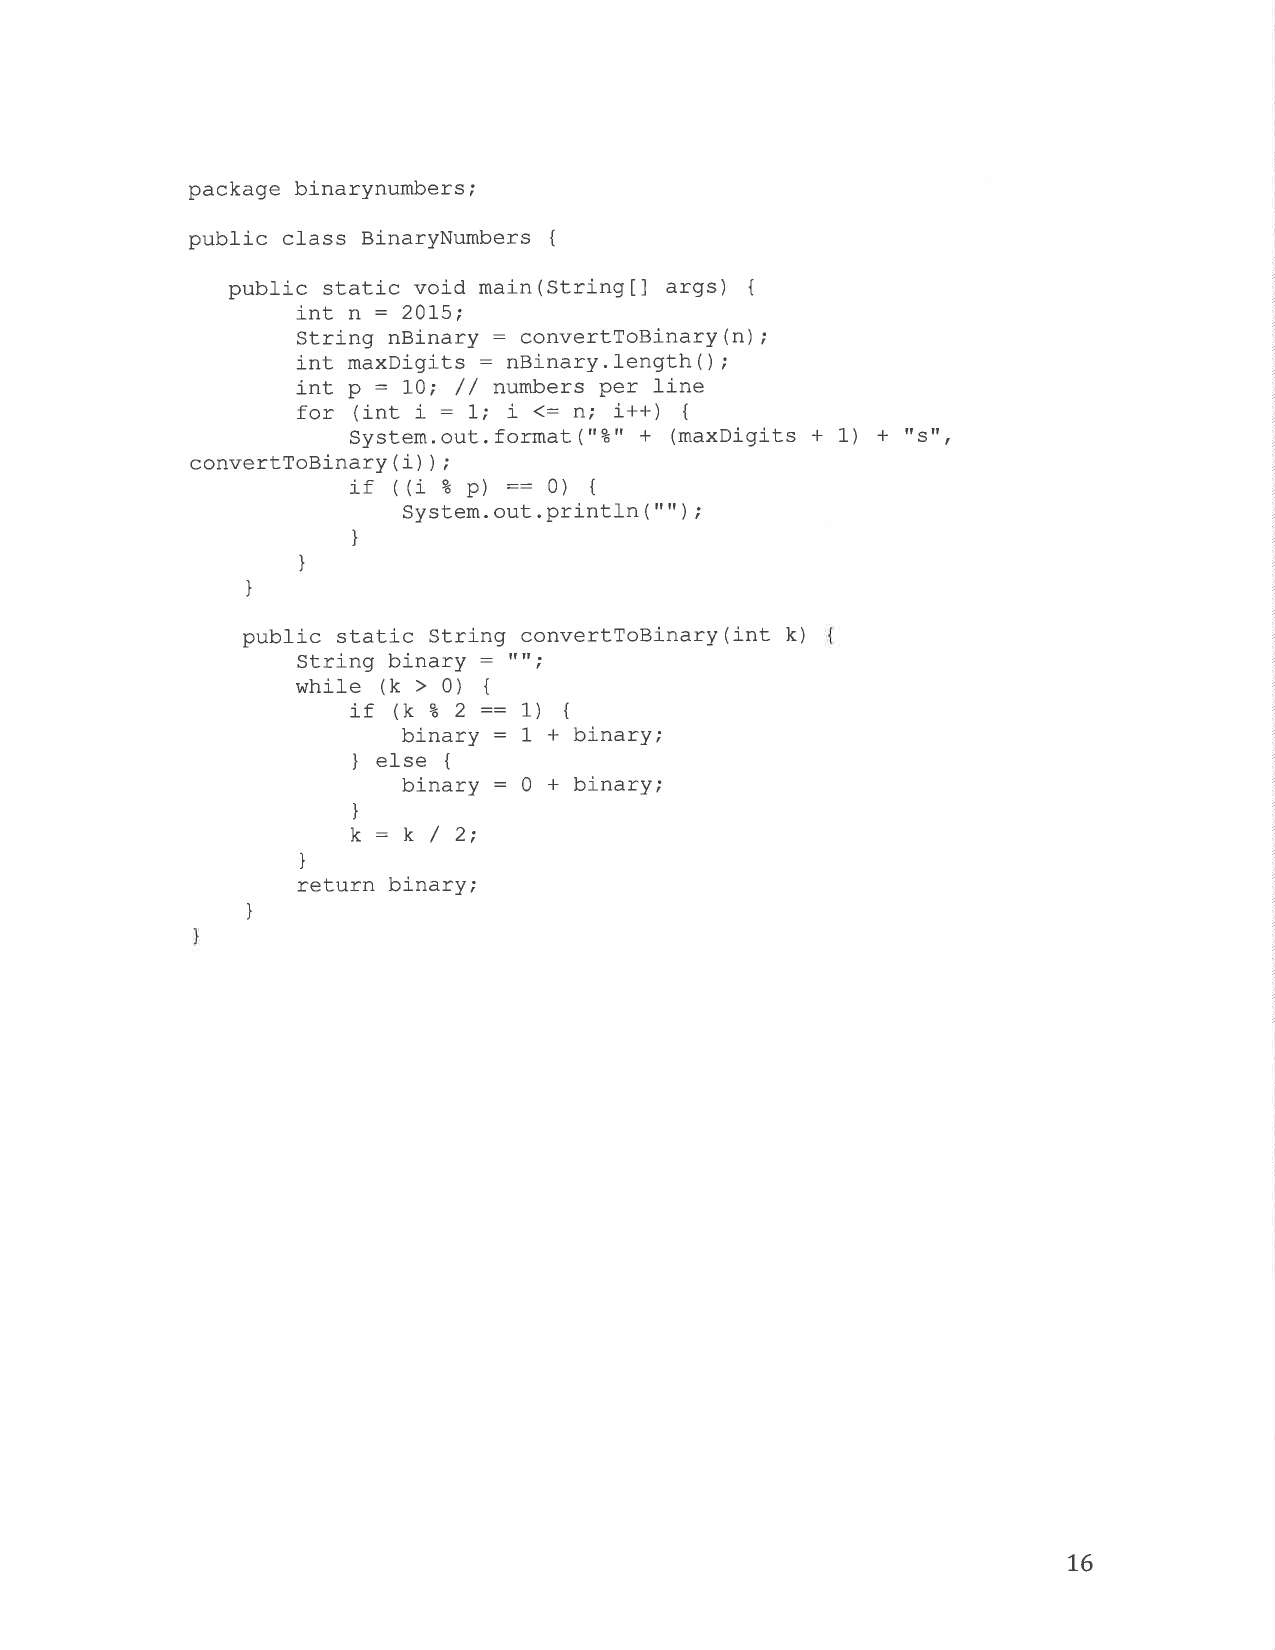 package binarynumbers;
public class BinaryNumbers {
public static void main(String[] args) {
int n = 2015;
String nBinary = convertToBinary(n);
int maxDigits = nBinary.length();
int p = 10; // numbers per line
for (int i = 1; i <= n; i++) {
System.out.format("%" + (maxDigits + 1) + "s",
convertToBinary(i));
if ((i % p) == 0) {
System.out.println("");
}
}
}
public static String convertToBinary(int k) {
String binary = "";
while (k > 0) {
if (k % 2 == 1) {
binary = 1 + binary;
} else {
binary = 0 + binary;
}
k = k / 2;
}
return binary;
}
}
16